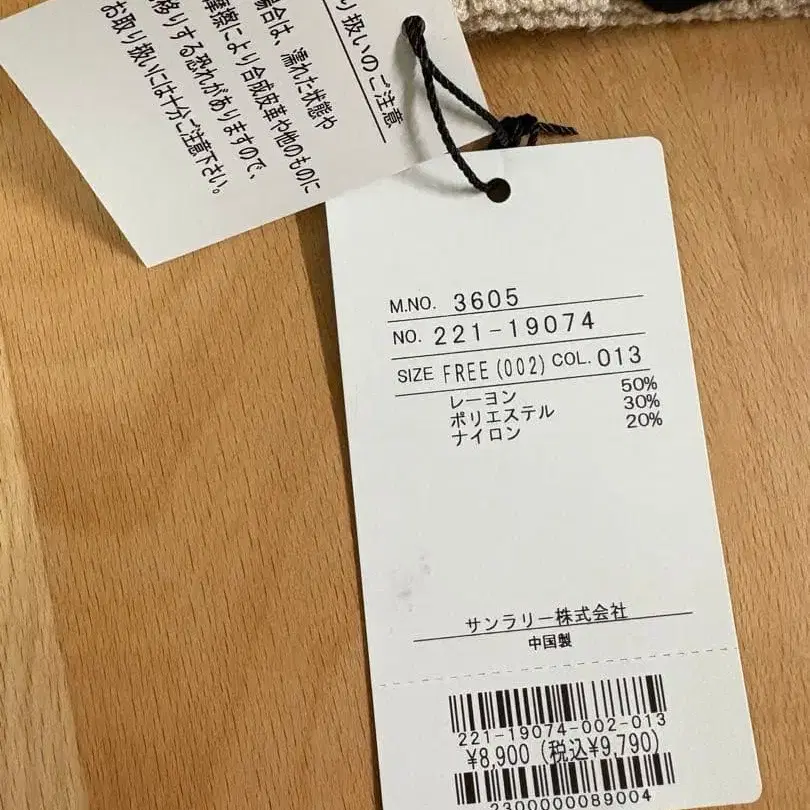 り扱いのご注意
場合は、濡れた状態や
摩擦により合成皮革や他のものに
移りする恐れがありますので、
お取り扱いには十分ご注意下さい。
M.NO. 3605
NO. 221-19074
SIZE FREE(002) COL. 013
レーヨン 50%
ポリエステル 30%
ナイロン 20%
サンラリー株式会社
中国製
221-19074-002-013
¥8,900 (税込¥9,790)
2300000089004